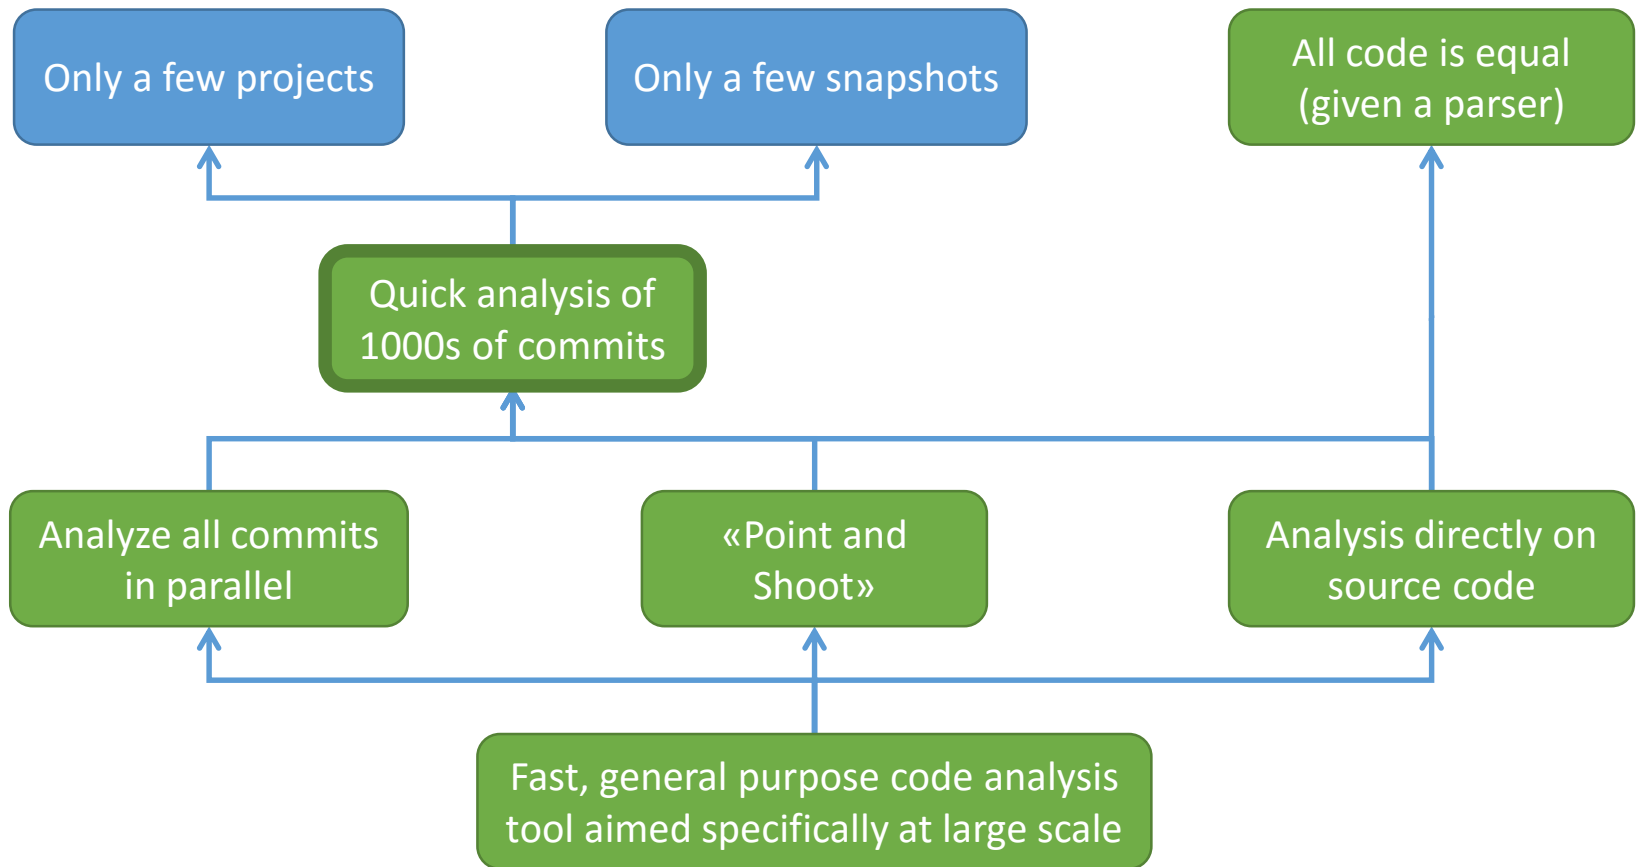 Only a few projects
Only a few snapshots
All code is equal
(given a parser)
Quick analysis of
1000s of commits
Analyze all commits
in parallel
«Point and
Shoot»
Analysis directly on
source code
Fast, general purpose code analysis
tool aimed specifically at large scale